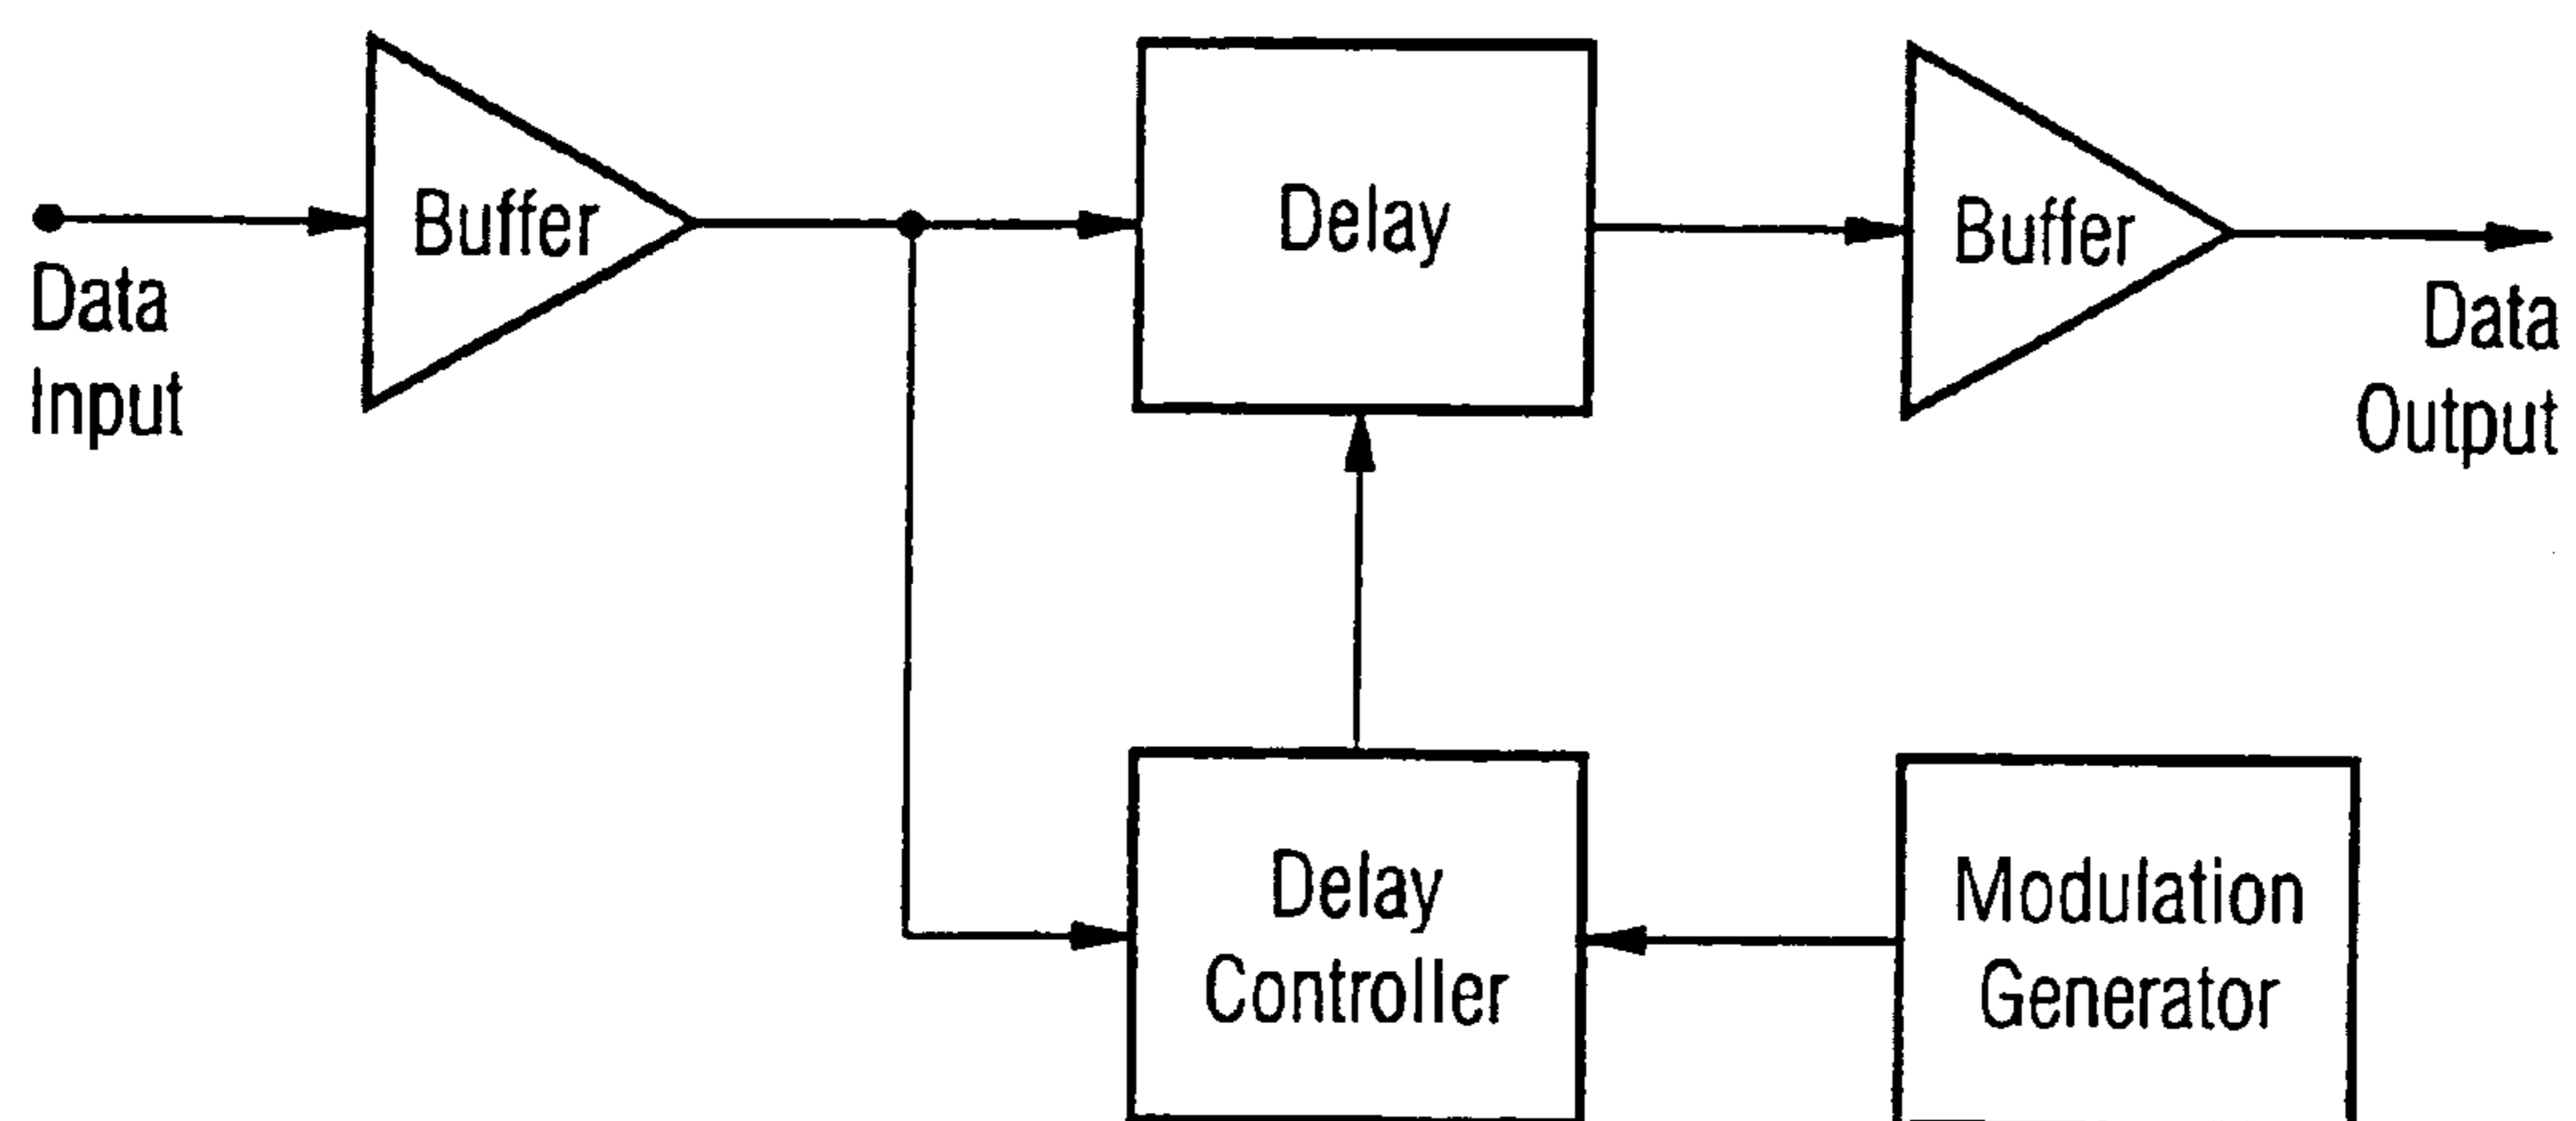 Buffer
Delay
Buffer
Data
Input
Data
Output
Delay
Controller
Modulation
Generator